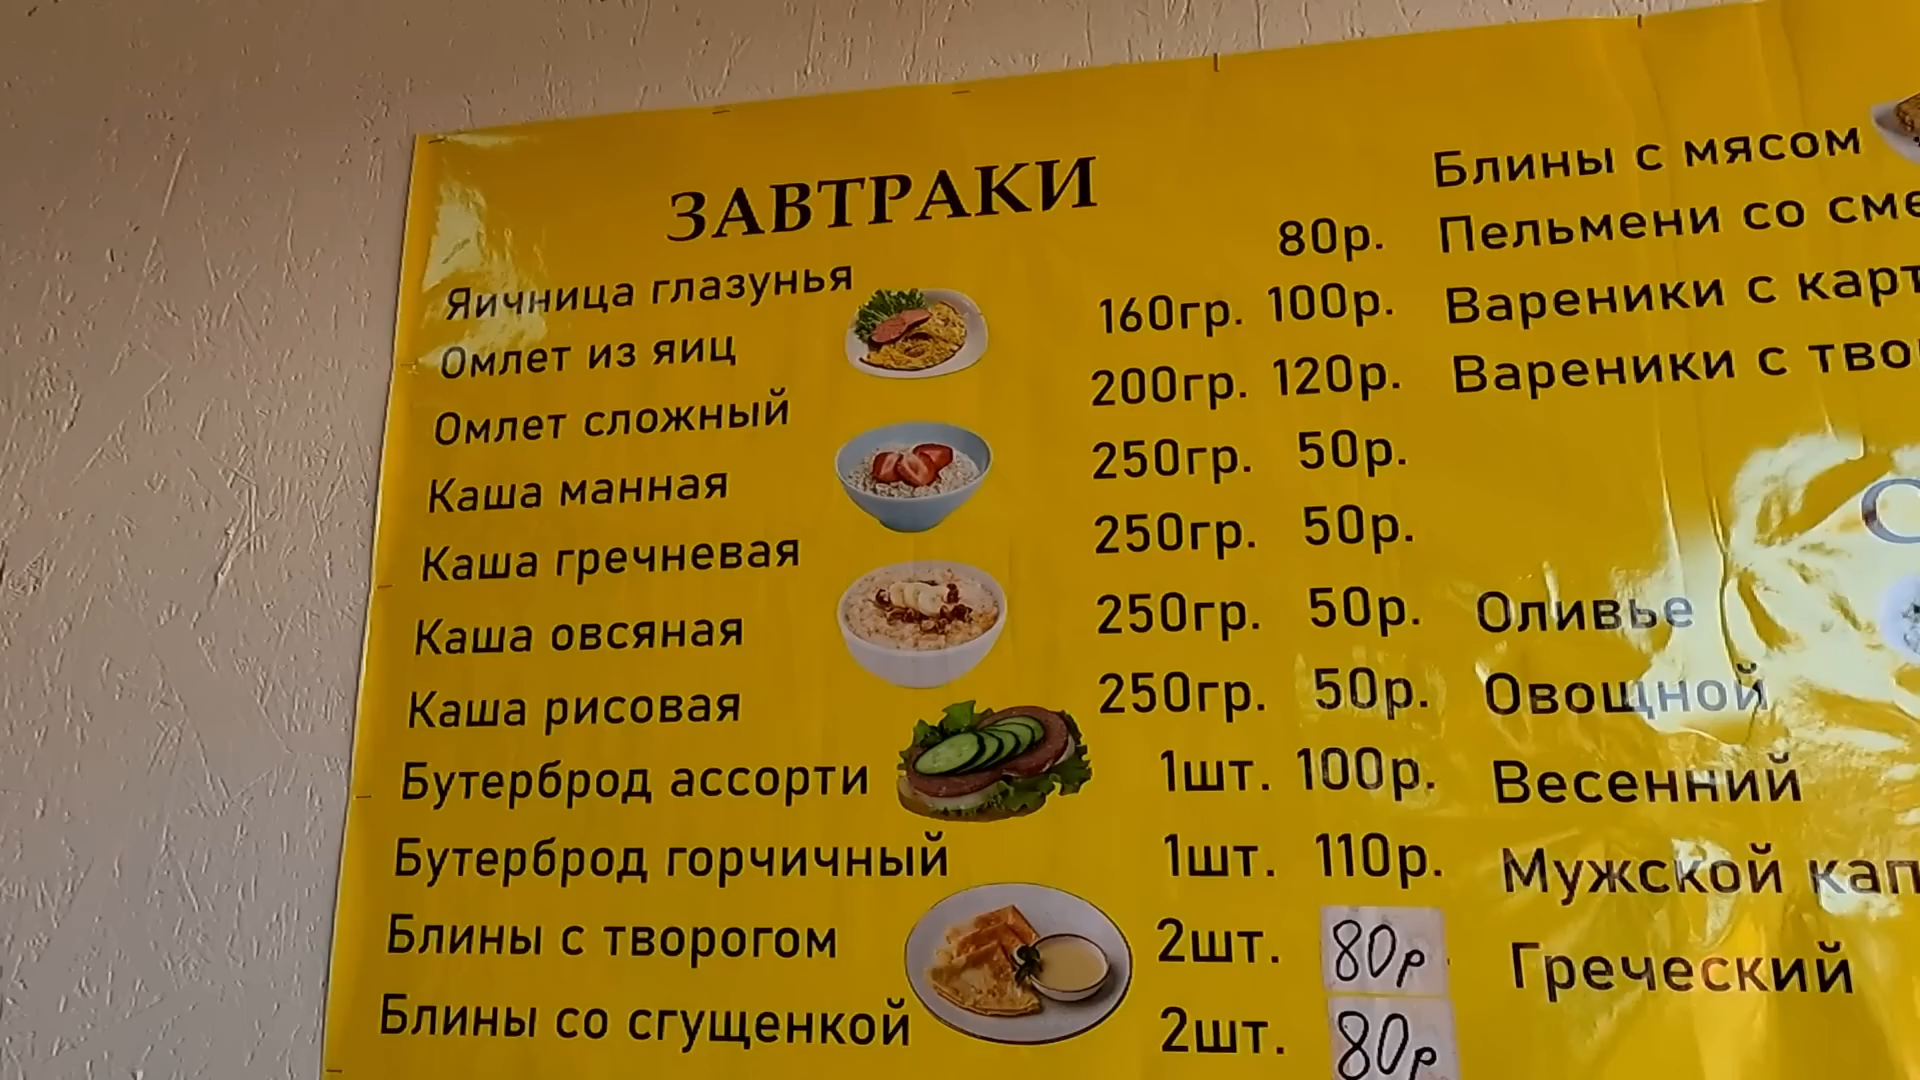 ЗАВТРАКИ
Яичница глазунья 80р.
Омлет из яиц 160гр. 100р.
Омлет сложный 200гр. 120р.
Каша манная 250гр. 50р.
Каша гречневая 250гр. 50р.
Каша овсяная 250гр. 50р.
Каша рисовая 250гр. 50р.
Бутерброд ассорти 1шт. 100р.
Бутерброд горчичный 1шт. 110р.
Блины с творогом 2шт. 80р
Блины со сгущенкой 2шт. 80р
Блины с мясом
Пельмени со сме
Вареники с карт
Вареники с тво
Оливье
Овощной
Весенний
Мужской кап
Греческий